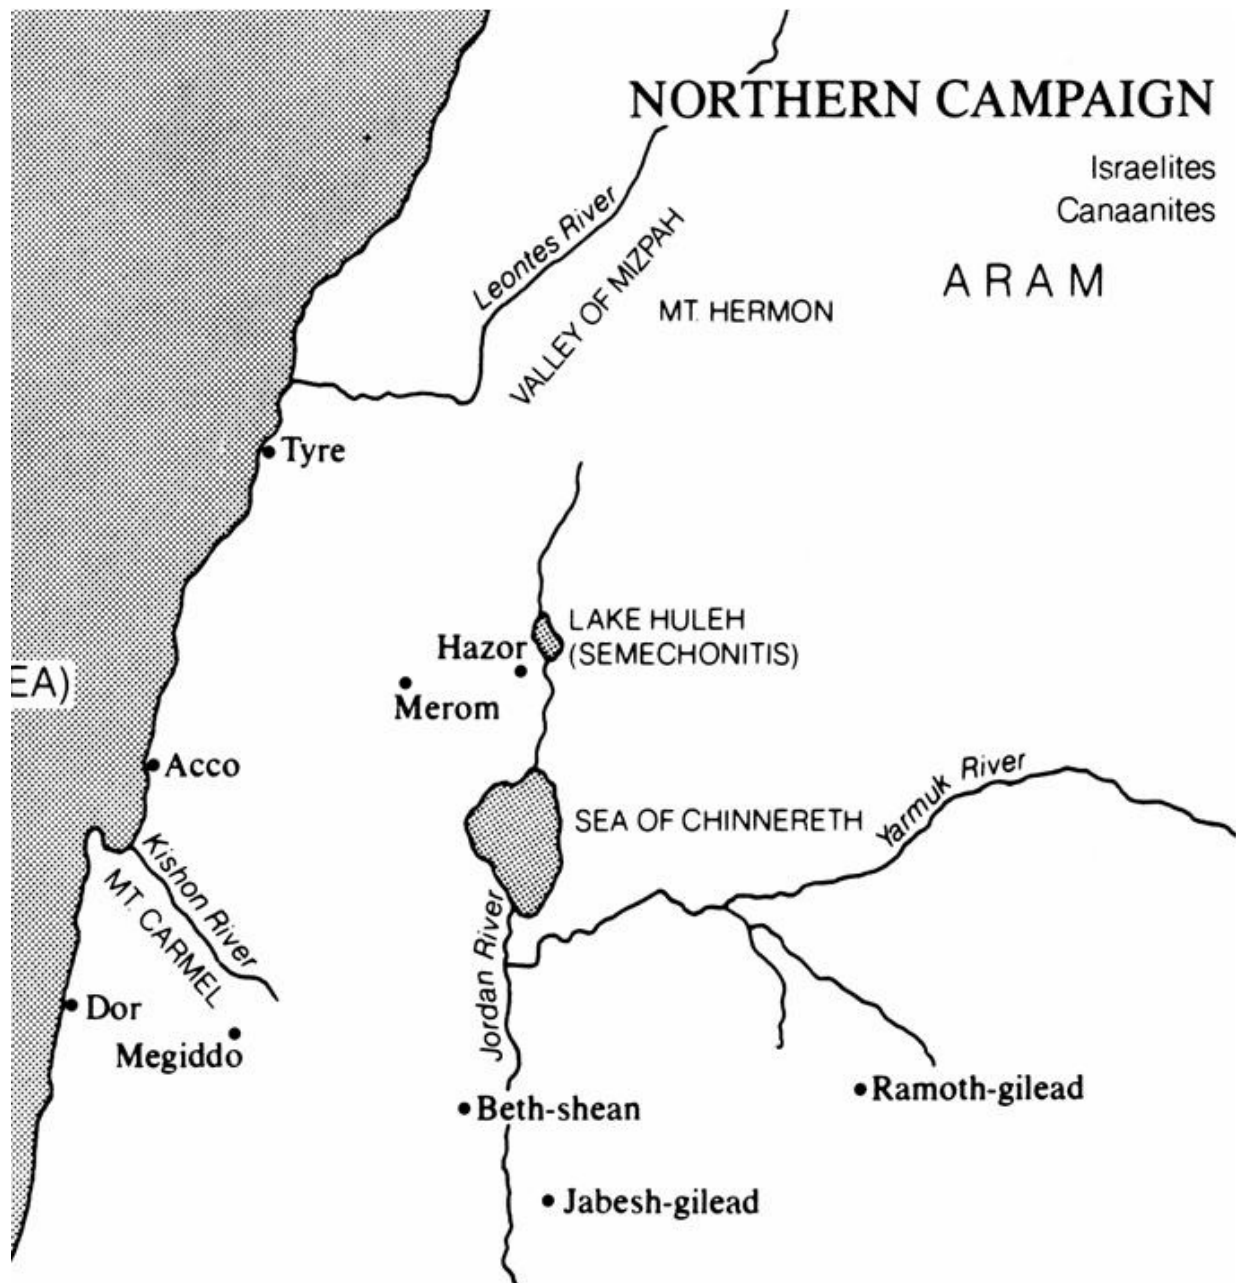 NORTHERN CAMPAIGN
Israelites
Canaanites
ARAM
Leontes River
VALLEY OF MIZPAH
MT. HERMON
Tyre
LAKE HULEH
(SEMECHONITIS)
Hazor
Merom
EA)
Acco
SEA OF CHINNERETH
Yarmuk River
Kishon River
MT. CARMEL
Jordan River
Dor
Megiddo
Ramoth-gilead
Beth-shean
Jabesh-gilead